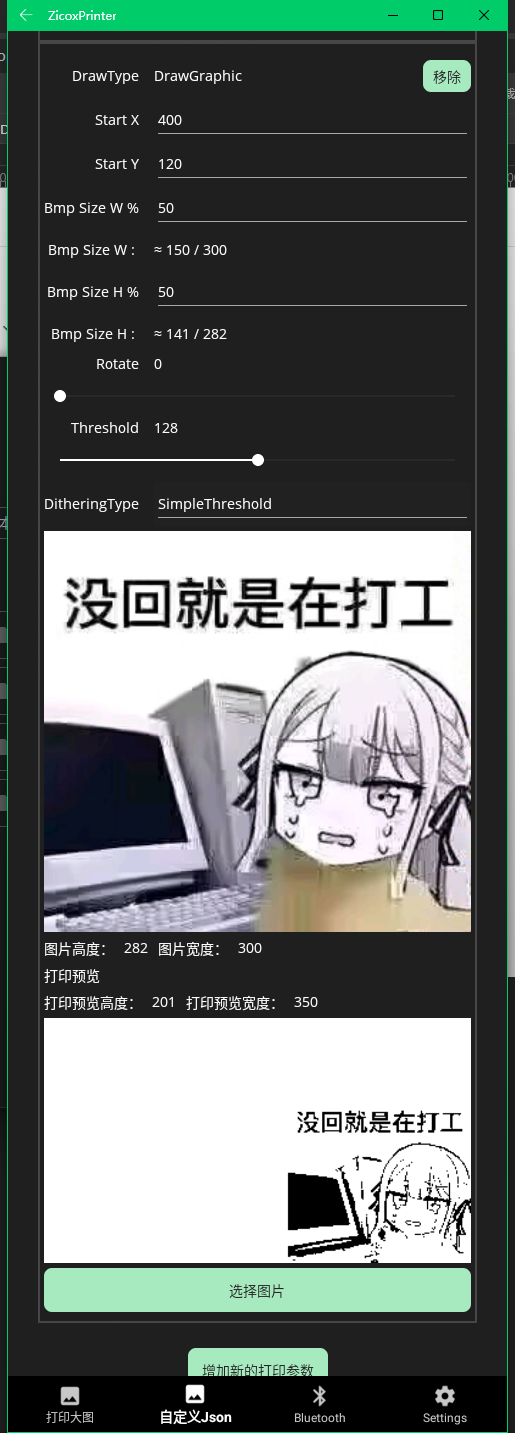 ZicoxPrinter
DrawType DrawGraphic 移除
Start X 400
Start Y 120
Bmp Size W % 50
Bmp Size W : ≈ 150 / 300
Bmp Size H % 50
Bmp Size H : ≈ 141 / 282
Rotate 0
Threshold 128
DitheringType SimpleThreshold
没回就是在打工
图片高度： 282 图片宽度： 300
打印预览
打印预览高度： 201 打印预览宽度： 350
没回就是在打工
选择图片
增加新的打印参数
打印大图 自定义Json Bluetooth Settings